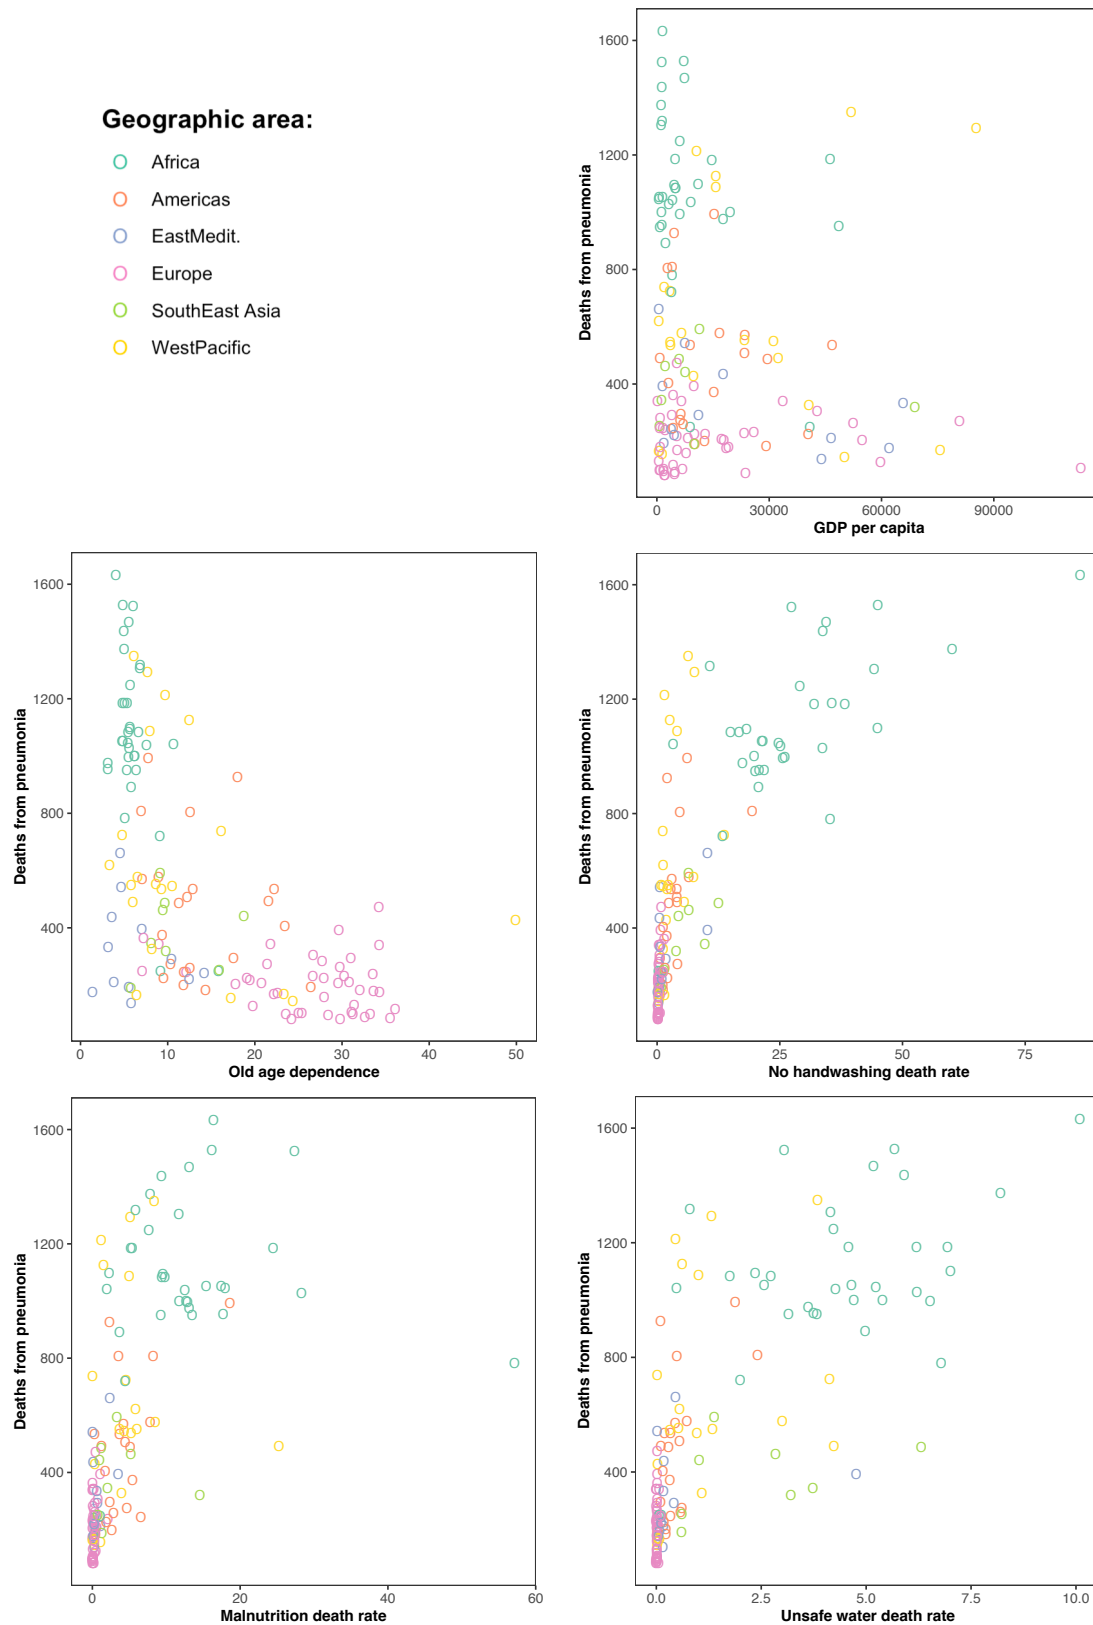 Geographic area:
Africa
Americas
EastMedit.
Europe
SouthEast Asia
WestPacific
Deaths from pneumonia
1600
1200
800
400
0 30000 60000 90000
GDP per capita
Deaths from pneumonia
1600
1200
800
400
0 10 20 30 40 50
Old age dependence
Deaths from pneumonia
1600
1200
800
400
0 25 50 75
No handwashing death rate
Deaths from pneumonia
1600
1200
800
400
0 20 40 60
Malnutrition death rate
Deaths from pneumonia
1600
1200
800
400
0.0 2.5 5.0 7.5 10.0
Unsafe water death rate